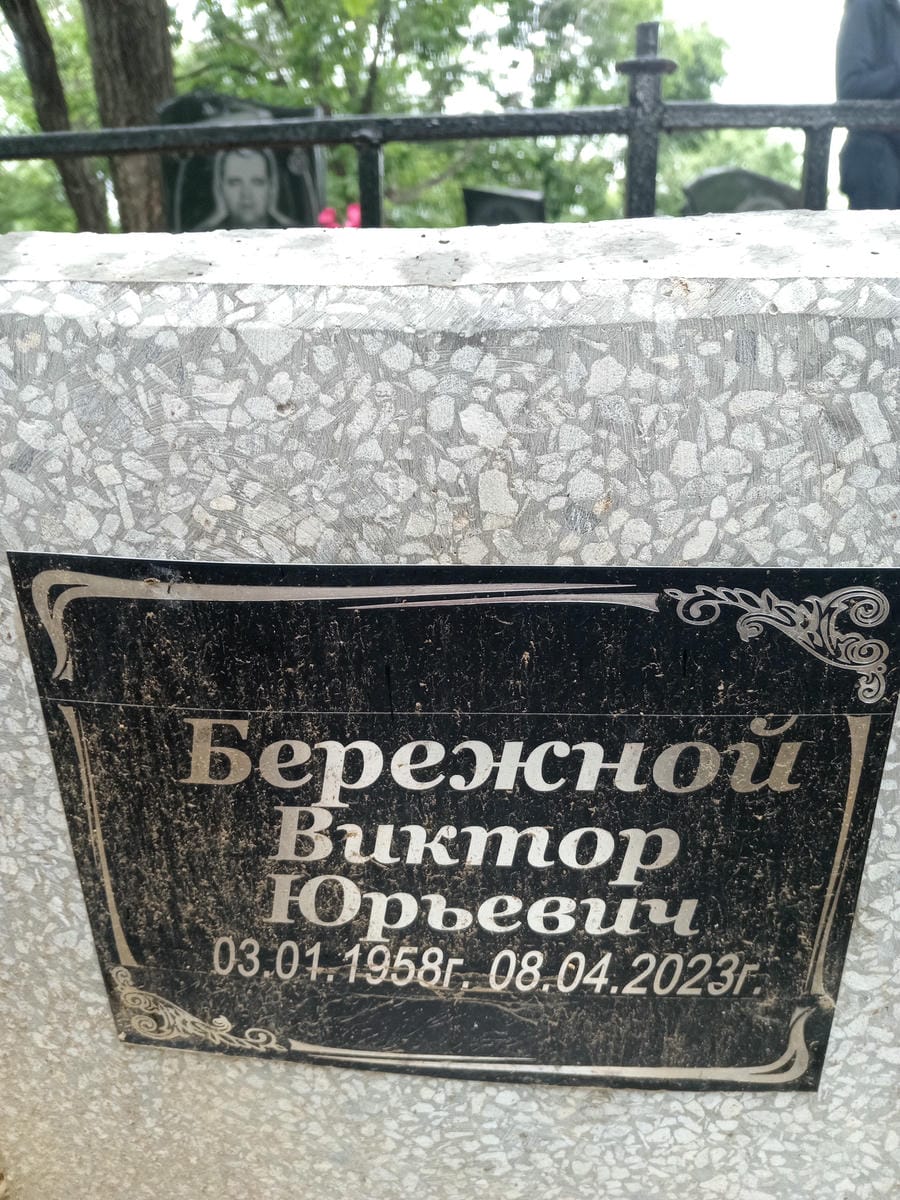 Бережной
Виктор
Юрьевич
03.01.1958г. 08.04.2023г.